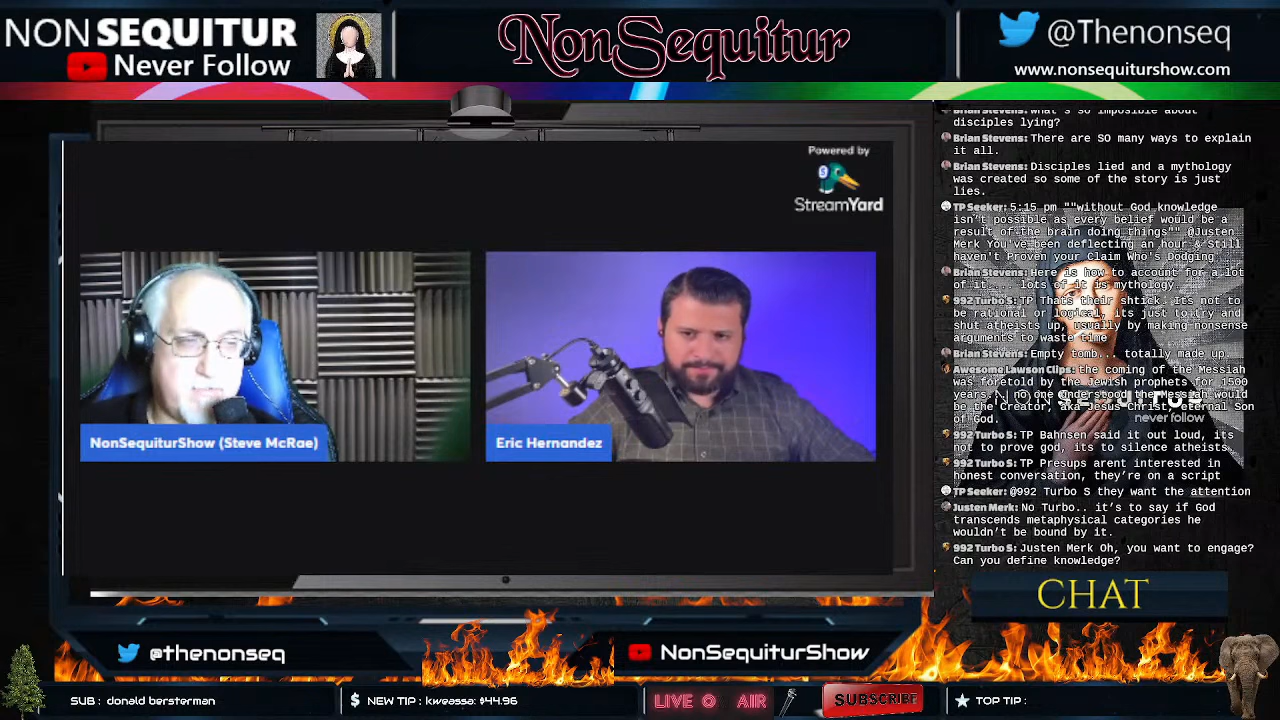 NON SEQUITUR
Never Follow
NonSequitur
@Thenonseq
www.nonsequiturshow.com
Powered by
S
StreamYard
NonSequiturShow (Steve McRae)
Eric Hernandez
Brian Stevens: what's so imposible about
disciples lying?
Brian Stevens: There are SO many ways to explain
it all.
Brian Stevens: Disciples lied and a mythology
was created so some of the story is just
lies.
TP Seeker: 5:15 pm ""without God knowledge
isn't possible as every belief would be a
result of the brain doing things"" @Justen
Merk You've been deflecting an hour & Still
haven't Proven your Claim Who's Dodging
Brian Stevens: Here is how to account for a lot
of it.... lots of it is mythology
992 Turbo S: TP Thats their shtick. Its not to
be rational or logical, its just to try and
shut atheists up, usually by making nonsense
arguments to waste time
Brian Stevens: Empty tomb... totally made up.
Awesome Lawson Clips: the coming of the Messiah
was foretold by the Jewish prophets for 1500
years... no one understood the Messiah would
be the Creator, aka Jesus Christ, eternal Son
of God.
never follow
992 Turbo S: TP Bahnsen said it out loud, its
not to prove god, its to silence atheists
992 Turbo S: TP Presups arent interested in
honest conversation, they're on a script
TP Seeker: @992 Turbo S they want the attention
Justen Merk: No Turbo.. it's to say if God
transcends metaphysical categories he
wouldn't be bound by it.
992 Turbo S: Justen Merk Oh, you want to engage?
Can you define knowledge?
CHAT
@thenonseq
NonSequiturShow
SUB : donald barsterman
$ NEW TIP : kweassa: $44.96
LIVE @ AIR
SUBSCRIBE
TOP TIP :